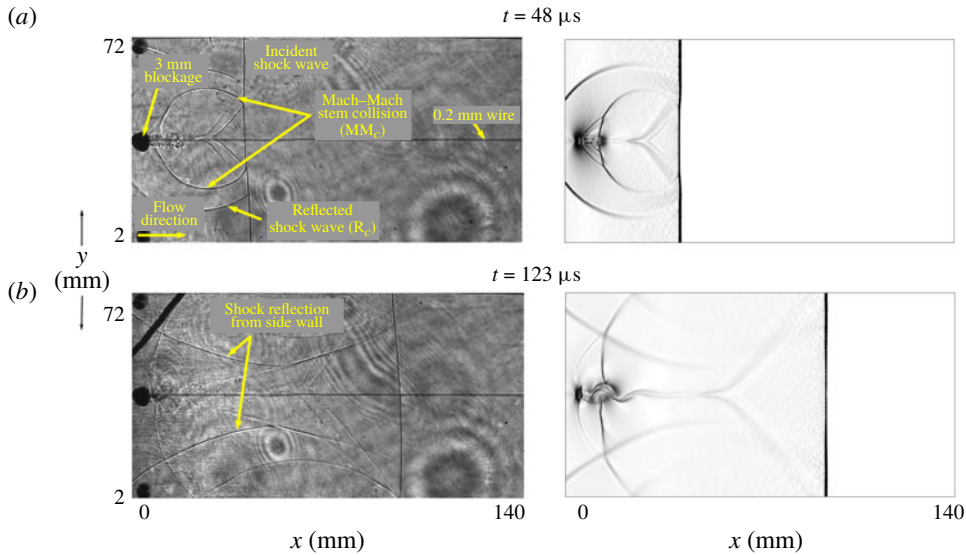 (a)
t = 48 μs
72
3 mm
blockage
Incident
shock wave
Mach–Mach
stem collision
(MMc)
0.2 mm wire
Flow
direction
Reflected
shock wave (Rc)
2
y
(mm)
t = 123 μs
(b)
72
Shock reflection
from side wall
2
0
140
0
140
x (mm)
x (mm)